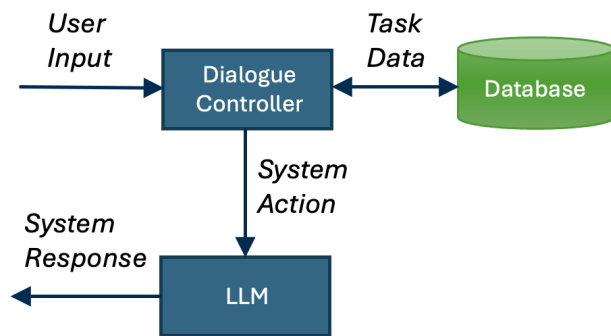 User
Input
Dialogue
Controller
Task
Data
Database
System
Action
System
Response
LLM